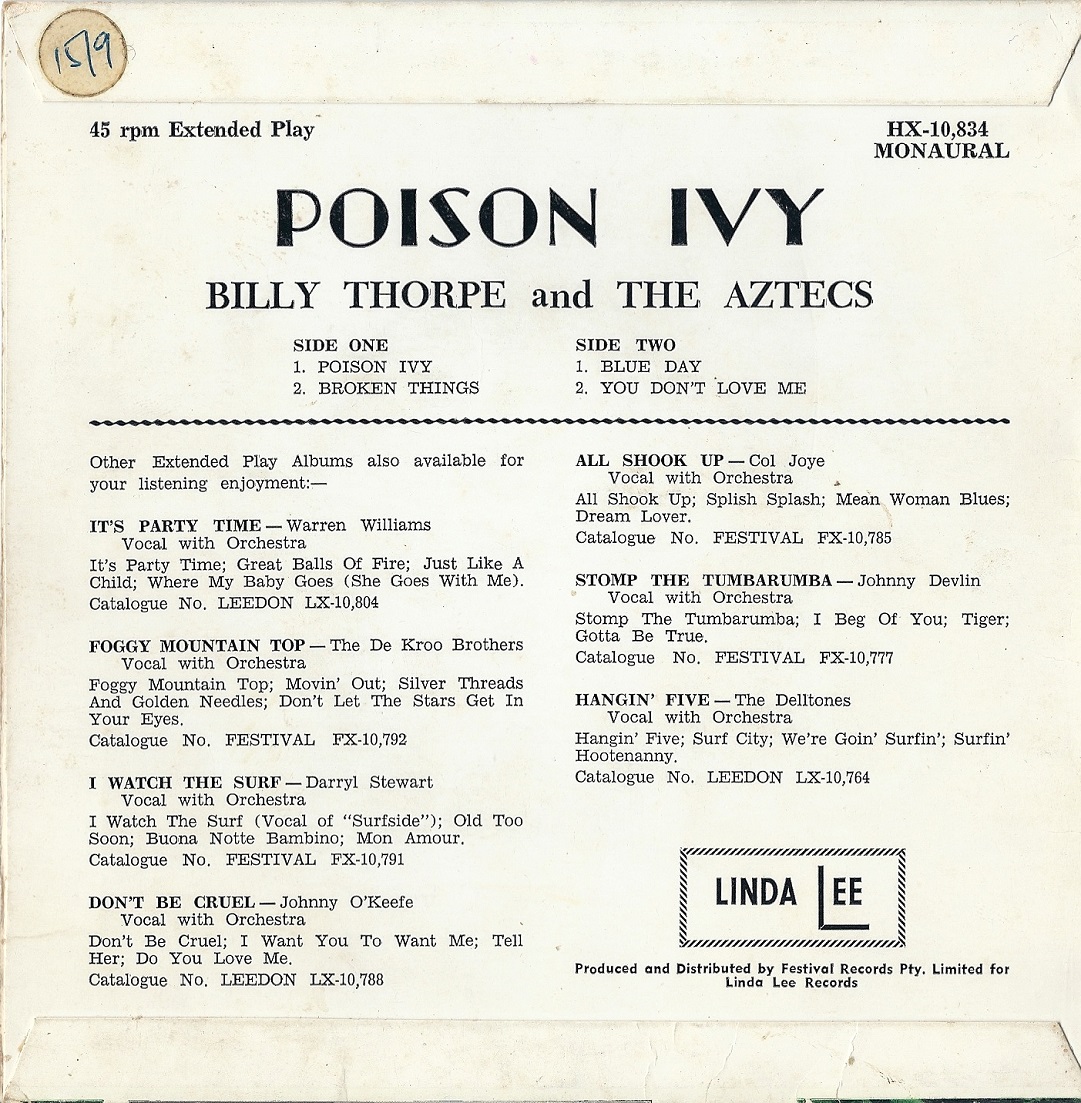 15/9
45 rpm Extended Play
HX-10,834
MONAURAL
POISON IVY
BILLY THORPE and THE AZTECS
SIDE ONE
1. POISON IVY
2. BROKEN THINGS
SIDE TWO
1. BLUE DAY
2. YOU DON'T LOVE ME
Other Extended Play Albums also available for
your listening enjoyment:—
IT'S PARTY TIME — Warren Williams
Vocal with Orchestra
It's Party Time; Great Balls Of Fire; Just Like A
Child; Where My Baby Goes (She Goes With Me).
Catalogue No. LEEDON LX-10,804
FOGGY MOUNTAIN TOP — The De Kroo Brothers
Vocal with Orchestra
Foggy Mountain Top; Movin' Out; Silver Threads
And Golden Needles; Don't Let The Stars Get In
Your Eyes.
Catalogue No. FESTIVAL FX-10,792
I WATCH THE SURF — Darryl Stewart
Vocal with Orchestra
I Watch The Surf (Vocal of "Surfside"); Old Too
Soon; Buona Notte Bambino; Mon Amour.
Catalogue No. FESTIVAL FX-10,791
DON'T BE CRUEL — Johnny O'Keefe
Vocal with Orchestra
Don't Be Cruel; I Want You To Want Me; Tell
Her; Do You Love Me.
Catalogue No. LEEDON LX-10,788
ALL SHOOK UP — Col Joye
Vocal with Orchestra
All Shook Up; Splish Splash; Mean Woman Blues;
Dream Lover.
Catalogue No. FESTIVAL FX-10,785
STOMP THE TUMBARUMBA — Johnny Devlin
Vocal with Orchestra
Stomp The Tumbarumba; I Beg Of You; Tiger;
Gotta Be True.
Catalogue No. FESTIVAL FX-10,777
HANGIN' FIVE — The Delltones
Vocal with Orchestra
Hangin' Five; Surf City; We're Goin' Surfin'; Surfin'
Hootenanny.
Catalogue No. LEEDON LX-10,764
LINDA LEE
Produced and Distributed by Festival Records Pty. Limited for
Linda Lee Records